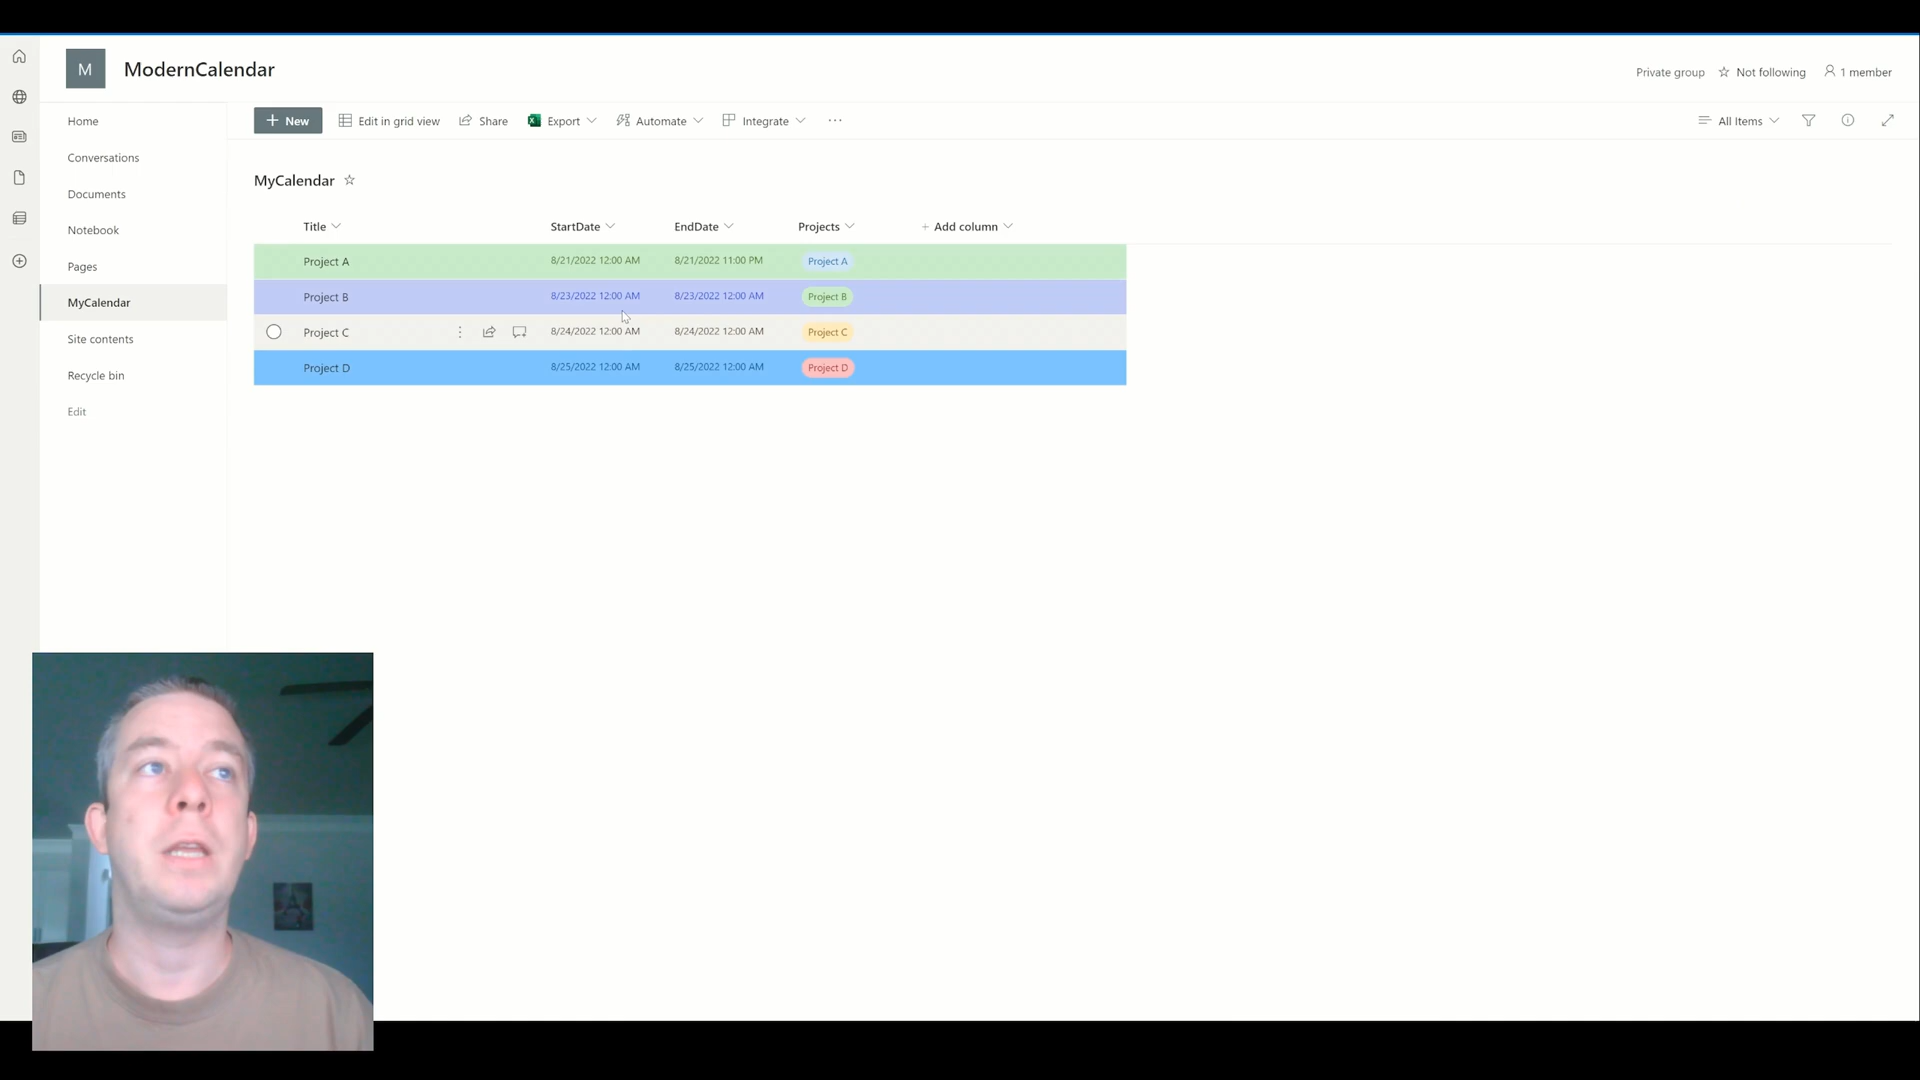 M ModernCalendar
Private group Not following 1 member
Home
Conversations
Documents
Notebook
Pages
MyCalendar
Site contents
Recycle bin
Edit
New Edit in grid view Share Export Automate Integrate ...
All Items
MyCalendar
Title StartDate EndDate Projects + Add column
Project A 8/21/2022 12:00 AM 8/21/2022 11:00 PM Project A
Project B 8/23/2022 12:00 AM 8/23/2022 12:00 AM Project B
Project C 8/24/2022 12:00 AM 8/24/2022 12:00 AM Project C
Project D 8/25/2022 12:00 AM 8/25/2022 12:00 AM Project D